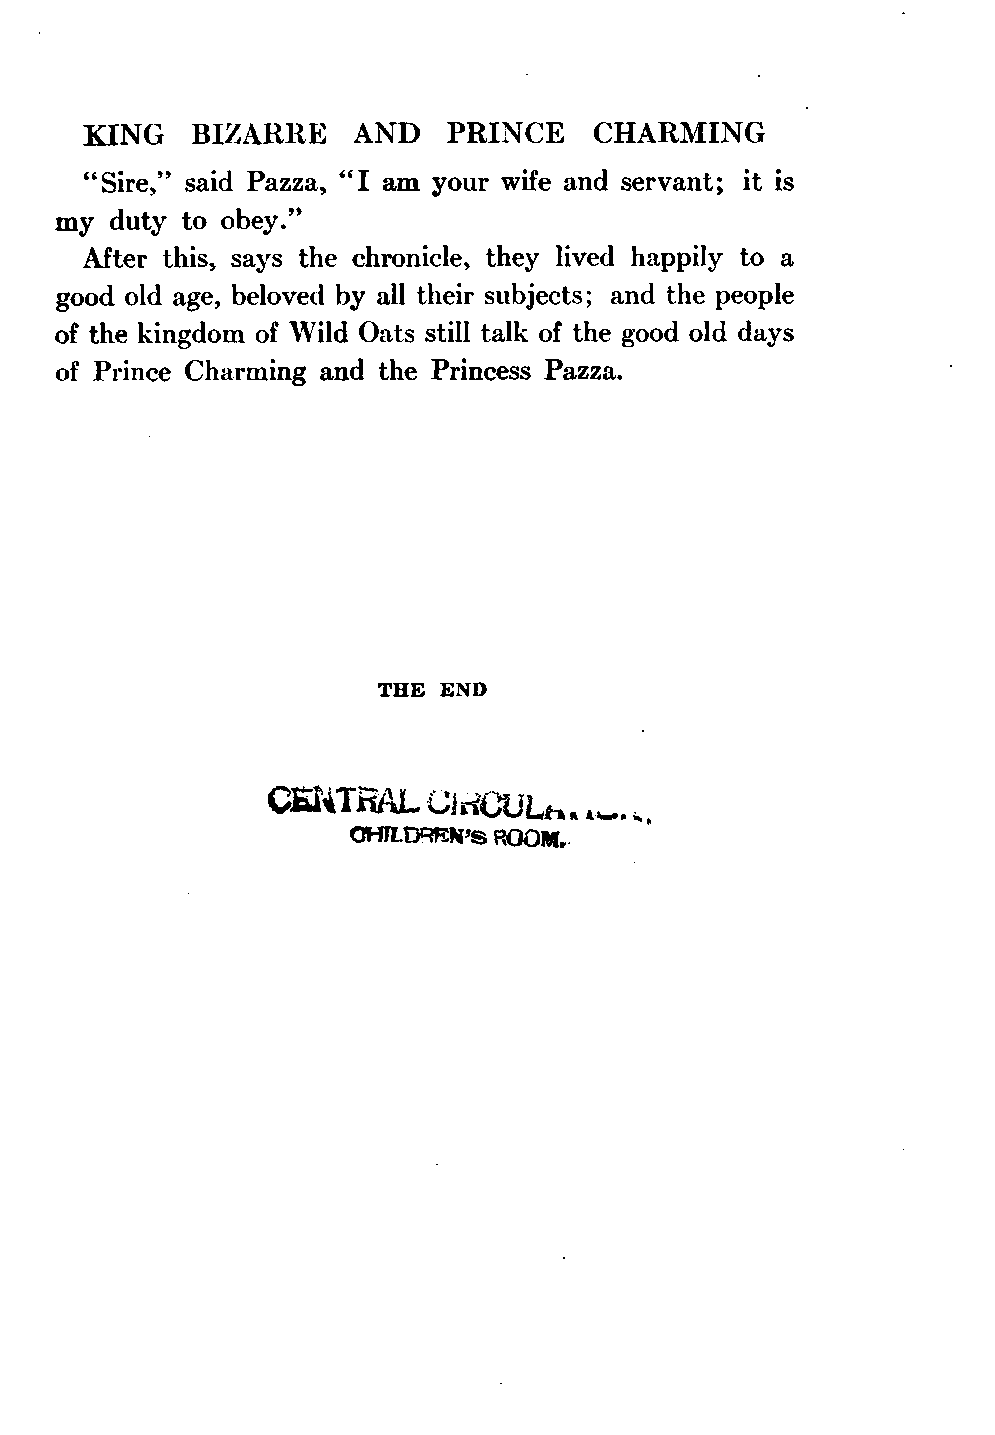 KING BIZARRE AND PRINCE CHARMING
"Sire," said Pazza, "I am your wife and servant; it is
my duty to obey."
After this, says the chronicle, they lived happily to a
good old age, beloved by all their subjects; and the people
of the kingdom of Wild Oats still talk of the good old days
of Prince Charming and the Princess Pazza.
THE END
CENTRAL
CHILDREN'S ROOM.